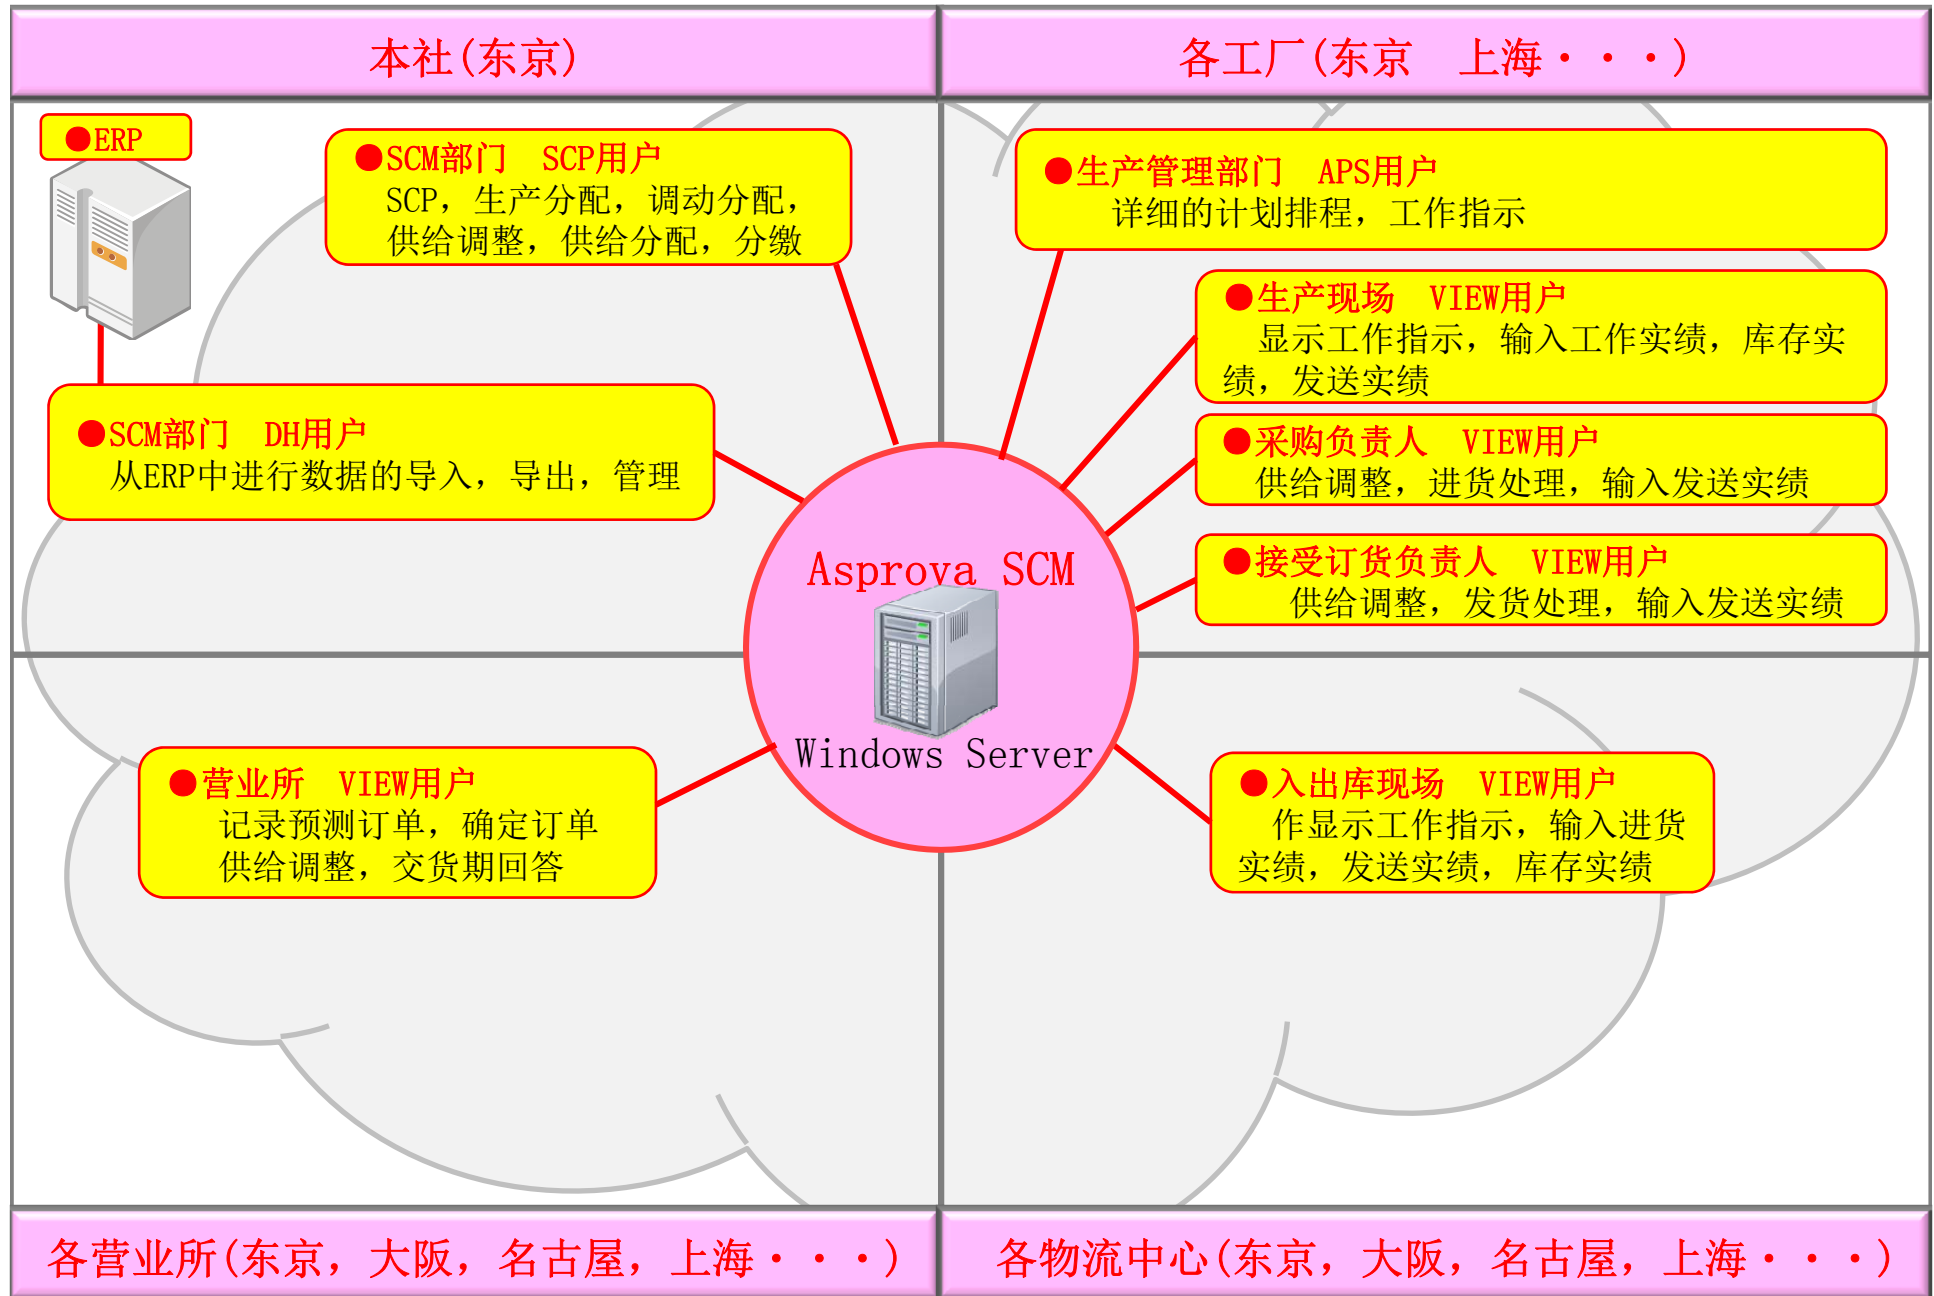 本社(东京)
各工厂(东京　上海・・・)
●ERP
●SCM部门　SCP用户
SCP，生产分配，调动分配，
供给调整，供给分配，分缴
●SCM部门　DH用户
从ERP中进行数据的导入，导出，管理
●生产管理部门　APS用户
详细的计划排程，工作指示
●生产现场　VIEW用户
显示工作指示，输入工作实绩，库存实
绩，发送实绩
●采购负责人　VIEW用户
供给调整，进货处理，输入发送实绩
●接受订货负责人　VIEW用户
供给调整，发货处理，输入发送实绩
Asprova SCM
Windows Server
●营业所　VIEW用户
记录预测订单，确定订单
供给调整，交货期回答
●入出库现场　VIEW用户
作显示工作指示，输入进货
实绩，发送实绩，库存实绩
各营业所(东京，大阪，名古屋，上海・・・)
各物流中心(东京，大阪，名古屋，上海・・・)